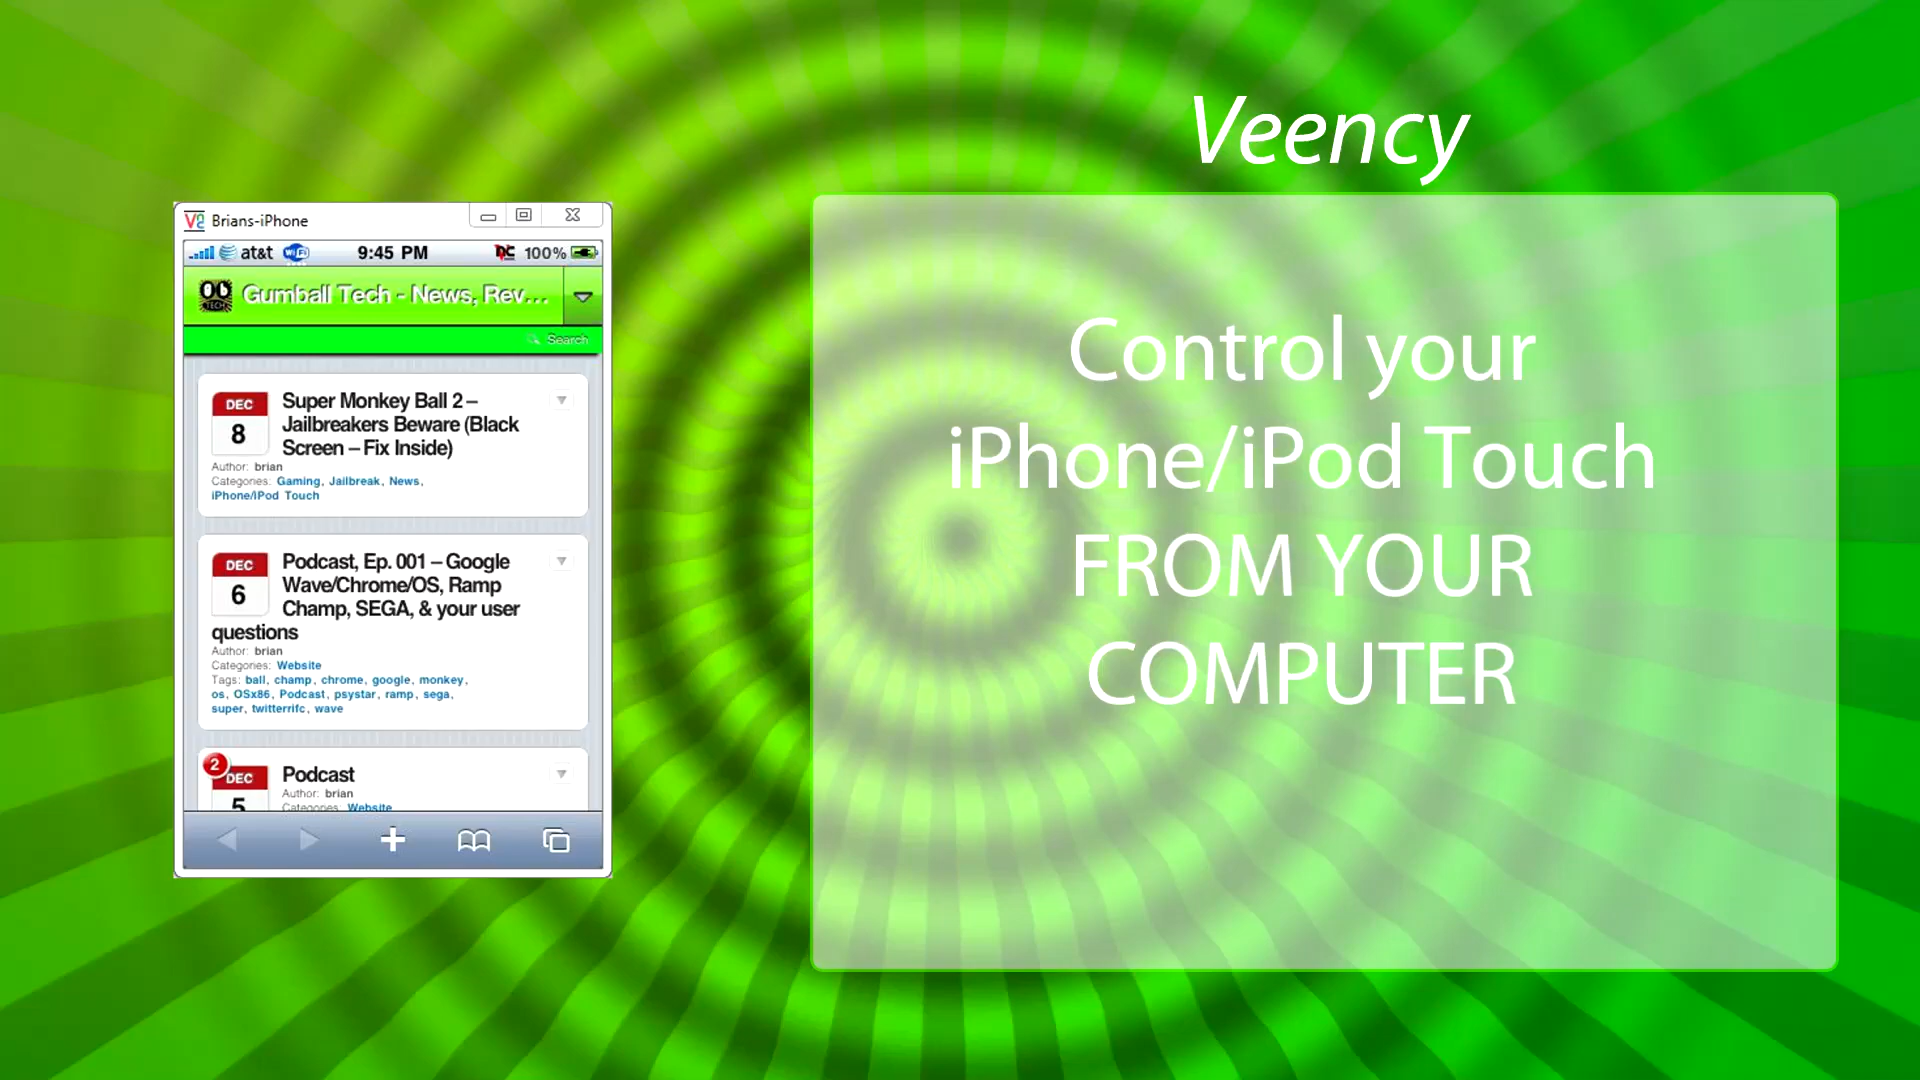 Veency
Brians-iPhone
at&t
9:45 PM
100%
Gumball Tech - News, Rev...
Search
DEC
8
Super Monkey Ball 2 –
Jailbreakers Beware (Black
Screen – Fix Inside)
Author: brian
Categories: Gaming, Jailbreak, News,
iPhone/iPod Touch
DEC
6
Podcast, Ep. 001 – Google
Wave/Chrome/OS, Ramp
Champ, SEGA, & your user
questions
Author: brian
Categories: Website
Tags: ball, champ, chrome, google, monkey,
os, OSx86, Podcast, psystar, ramp, sega,
super, twitterrifc, wave
2
DEC
5
Podcast
Author: brian
Categories: Website
Control your
iPhone/iPod Touch
FROM YOUR
COMPUTER